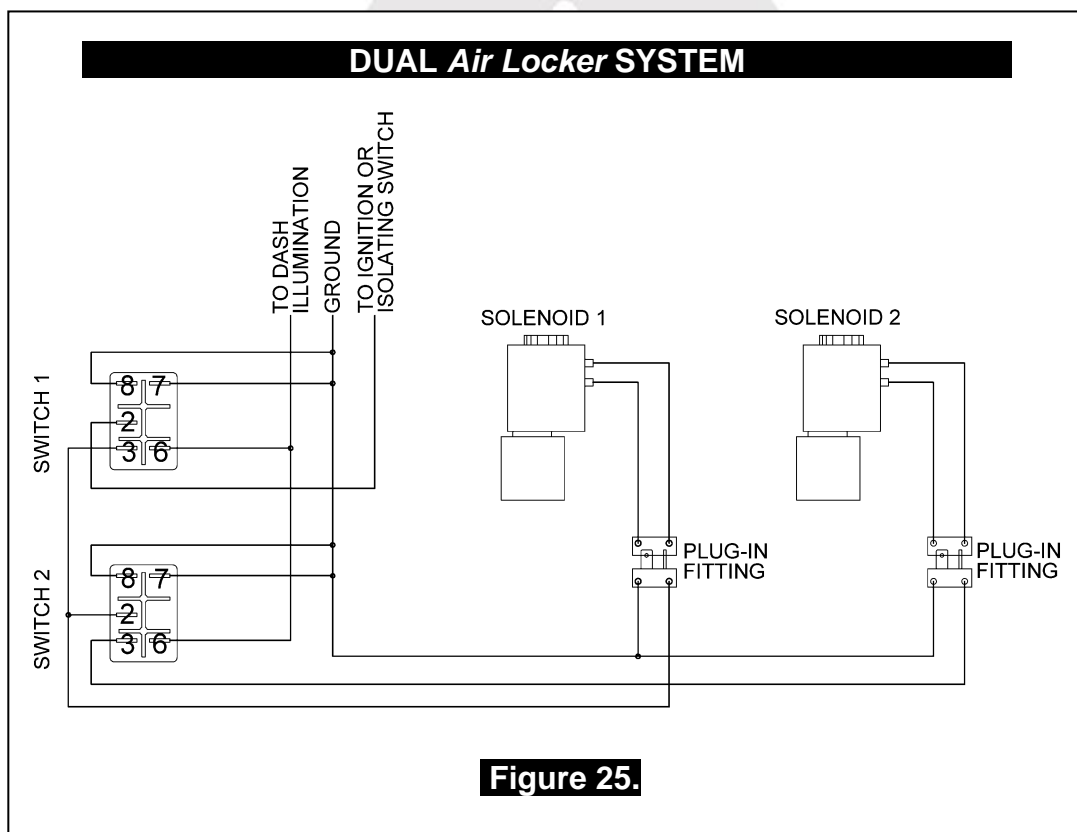 DUAL Air Locker SYSTEM
TO DASH
ILLUMINATION
GROUND
TO IGNITION OR
ISOLATING SWITCH
SOLENOID 1
SOLENOID 2
SWITCH 1
8 7
2
3 6
SWITCH 2
8 7
2
3 6
PLUG-IN
FITTING
PLUG-IN
FITTING
Figure 25.